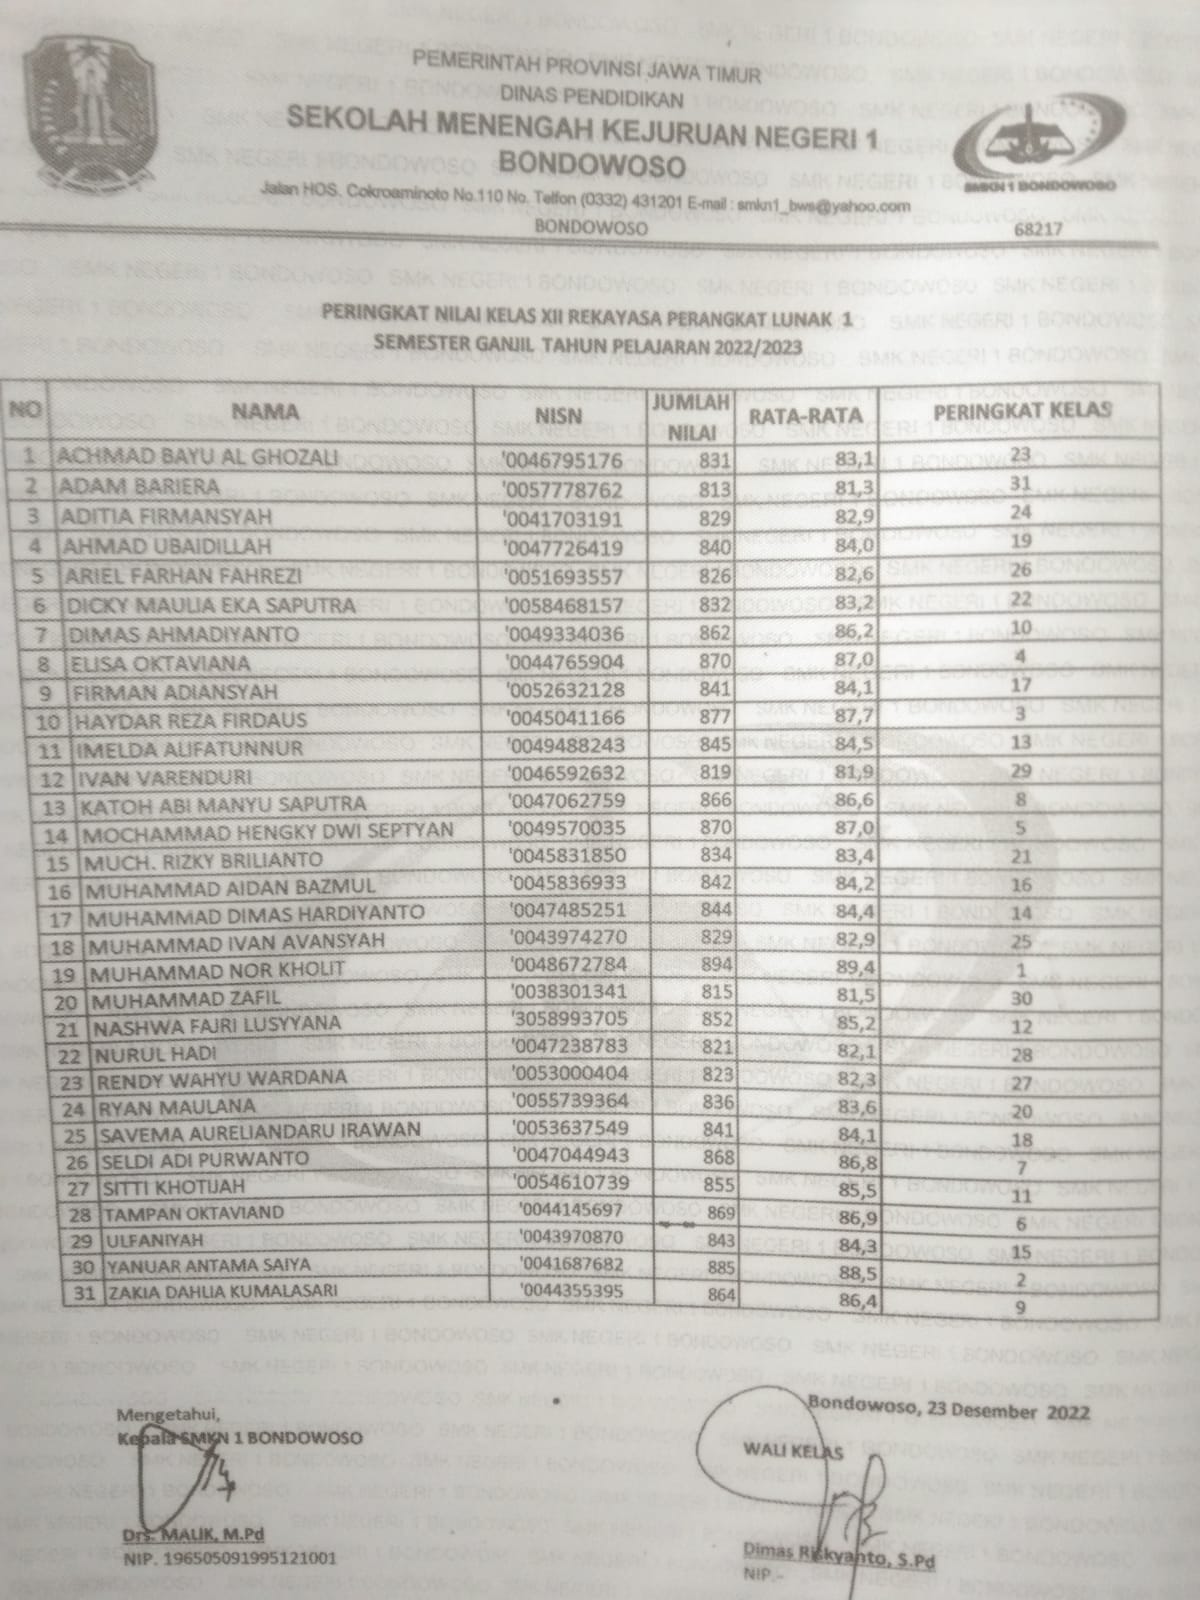 PEMERINTAH PROVINSI JAWA TIMUR
DINAS PENDIDIKAN
SEKOLAH MENENGAH KEJURUAN NEGERI 1
BONDOWOSO
SMKN 1 BONDOWOSO
Jalan HOS. Cokroaminoto No.110 No. Telfon (0332) 431201 E-mail : smkn1_bws@yahoo.com
BONDOWOSO 68217
PERINGKAT NILAI KELAS XII REKAYASA PERANGKAT LUNAK 1
SEMESTER GANJIL TAHUN PELAJARAN 2022/2023
NO NAMA NISN JUMLAH NILAI RATA-RATA PERINGKAT KELAS
1 ACHMAD BAYU AL GHOZALI '0046795176 831 83,1 23
2 ADAM BARIERA '0057778762 813 81,3 31
3 ADITIA FIRMANSYAH '0041703191 829 82,9 24
4 AHMAD UBAIDILLAH '0047726419 840 84,0 19
5 ARIEL FARHAN FAHREZI '0051693557 826 82,6 26
6 DICKY MAULIA EKA SAPUTRA '0058468157 832 83,2 22
7 DIMAS AHMADIYANTO '0049334036 862 86,2 10
8 ELISA OKTAVIANA '0044765904 870 87,0 4
9 FIRMAN ADIANSYAH '0052632128 841 84,1 17
10 HAYDAR REZA FIRDAUS '0045041166 877 87,7 3
11 IMELDA ALIFATUNNUR '0049488243 845 84,5 13
12 IVAN VARENDURI '0046592632 819 81,9 29
13 KATOH ABI MANYU SAPUTRA '0047062759 866 86,6 8
14 MOCHAMMAD HENGKY DWI SEPTYAN '0049570035 870 87,0 5
15 MUCH. RIZKY BRILIANTO '0045831850 834 83,4 21
16 MUHAMMAD AIDAN BAZMUL '0045836933 842 84,2 16
17 MUHAMMAD DIMAS HARDIYANTO '0047485251 844 84,4 14
18 MUHAMMAD IVAN AVANSYAH '0043974270 829 82,9 25
19 MUHAMMAD NOR KHOLIT '0048672784 894 89,4 1
20 MUHAMMAD ZAFIL '0038301341 815 81,5 30
21 NASHWA FAJRI LUSYYANA '3058993705 852 85,2 12
22 NURUL HADI '0047238783 821 82,1 28
23 RENDY WAHYU WARDANA '0053000404 823 82,3 27
24 RYAN MAULANA '0055739364 836 83,6 20
25 SAVEMA AURELIANDARU IRAWAN '0053637549 841 84,1 18
26 SELDI ADI PURWANTO '0047044943 868 86,8 7
27 SITTI KHOTIJAH '0054610739 855 85,5 11
28 TAMPAN OKTAVIAND '0044145697 869 86,9 6
29 ULFANIYAH '0043970870 843 84,3 15
30 YANUAR ANTAMA SAIYA '0041687682 885 88,5 2
31 ZAKIA DAHLIA KUMALASARI '0044355395 864 86,4 9
Mengetahui,
Kepala SMKN 1 BONDOWOSO
Drs. MALIK, M.Pd
NIP. 196505091995121001
Bondowoso, 23 Desember 2022
WALI KELAS
Dimas Riskyanto, S.Pd
NIP.-